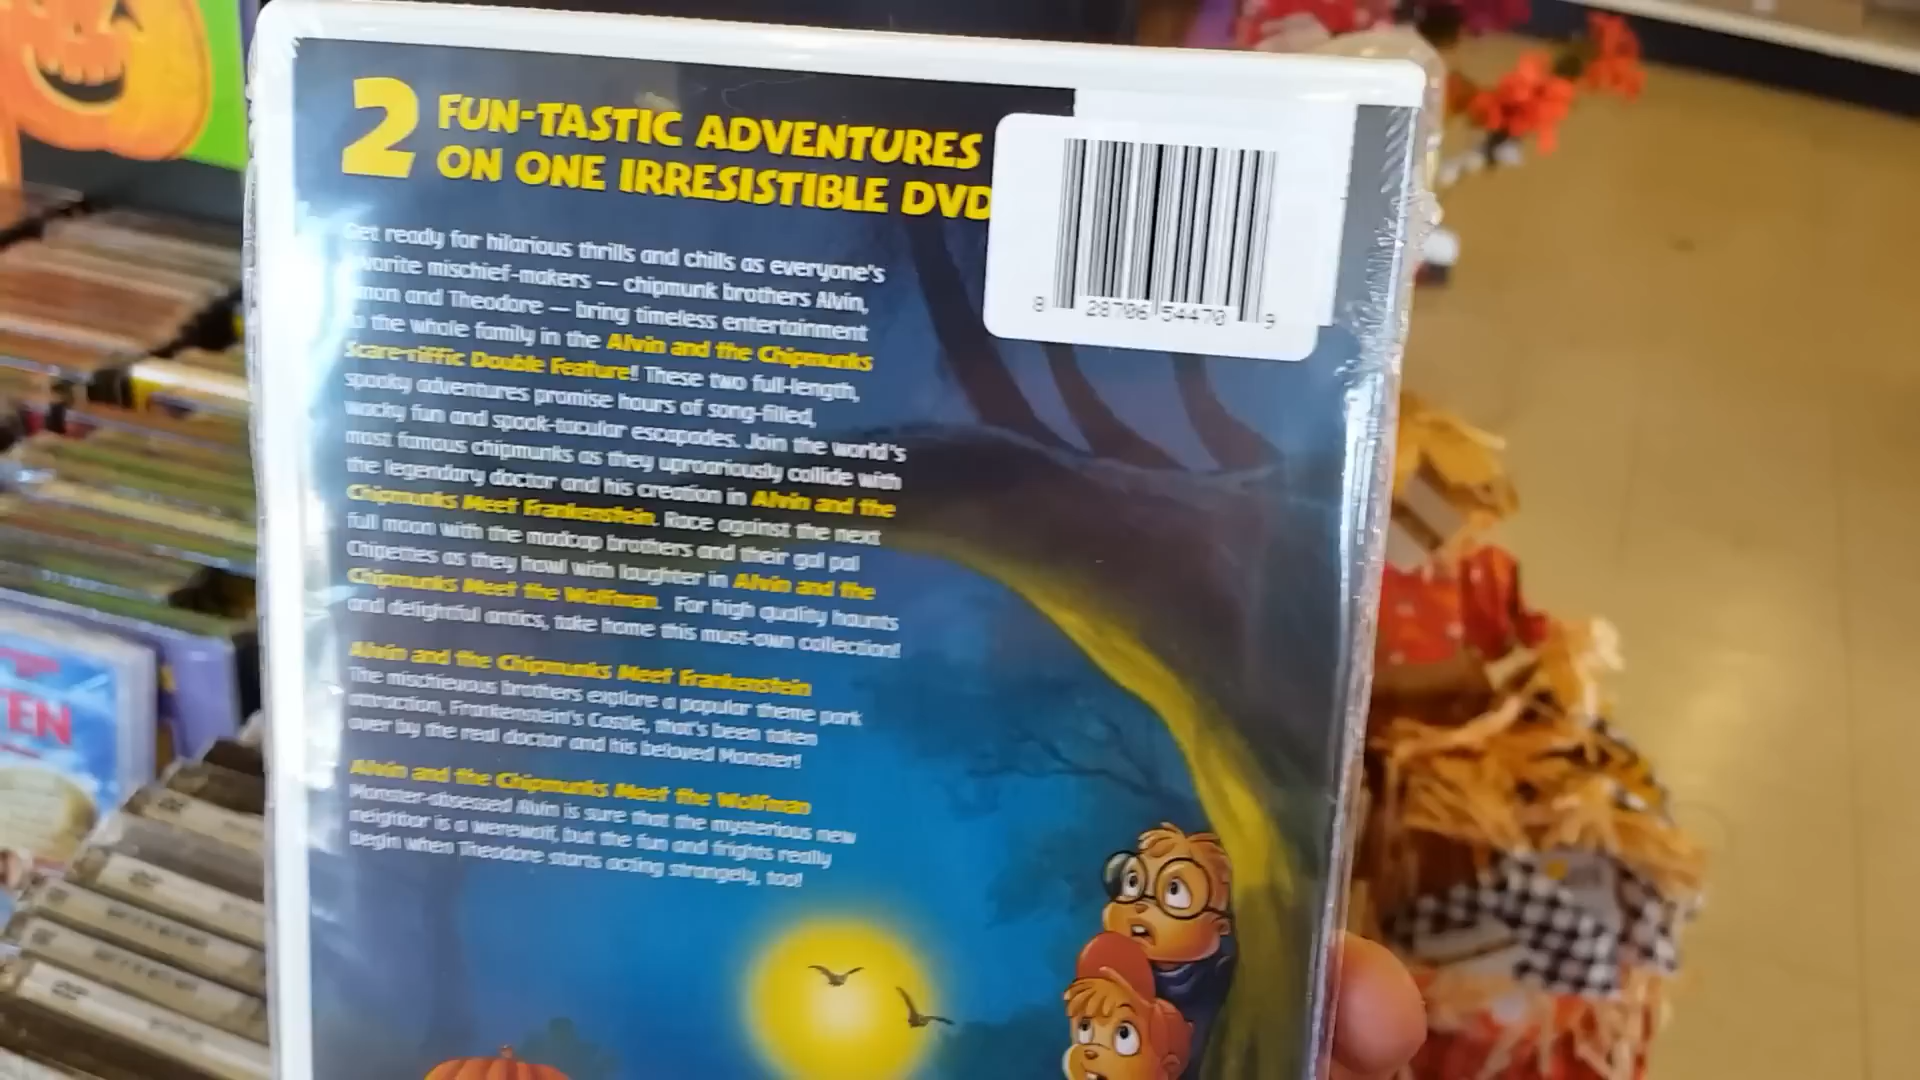 2 FUN-TASTIC ADVENTURES
ON ONE IRRESISTIBLE DVD
Get ready for hilarious thrills and chills as everyone's
favorite mischief-makers — chipmunk brothers Alvin,
Simon and Theodore — bring timeless entertainment
to the whole family in the Alvin and the Chipmunks
Scare-riffic Double Feature! These two full-length,
spooky adventures promise hours of song-filled,
wacky fun and spook-tacular escapades. Join the world's
most famous chipmunks as they uproariously collide with
the legendary doctor and his creation in Alvin and the
Chipmunks Meet Frankenstein. Race against the next
full moon with the madcap brothers and their gal pal
Chipettes as they howl with laughter in Alvin and the
Chipmunks Meet the Wolfman. For high quality haunts
and delightful antics, take home this must-own collection!
Alvin and the Chipmunks Meet Frankenstein
The mischievous brothers explore a popular theme park
attraction, Frankenstein's Castle, that's been taken
over by the real doctor and his beloved Monster!
Alvin and the Chipmunks Meet the Wolfman
Monster-obsessed Alvin is sure that the mysterious new
neighbor is a werewolf, but the fun and frights really
begin when Theodore starts acting strangely, too!
8 28706 54470 9
EN